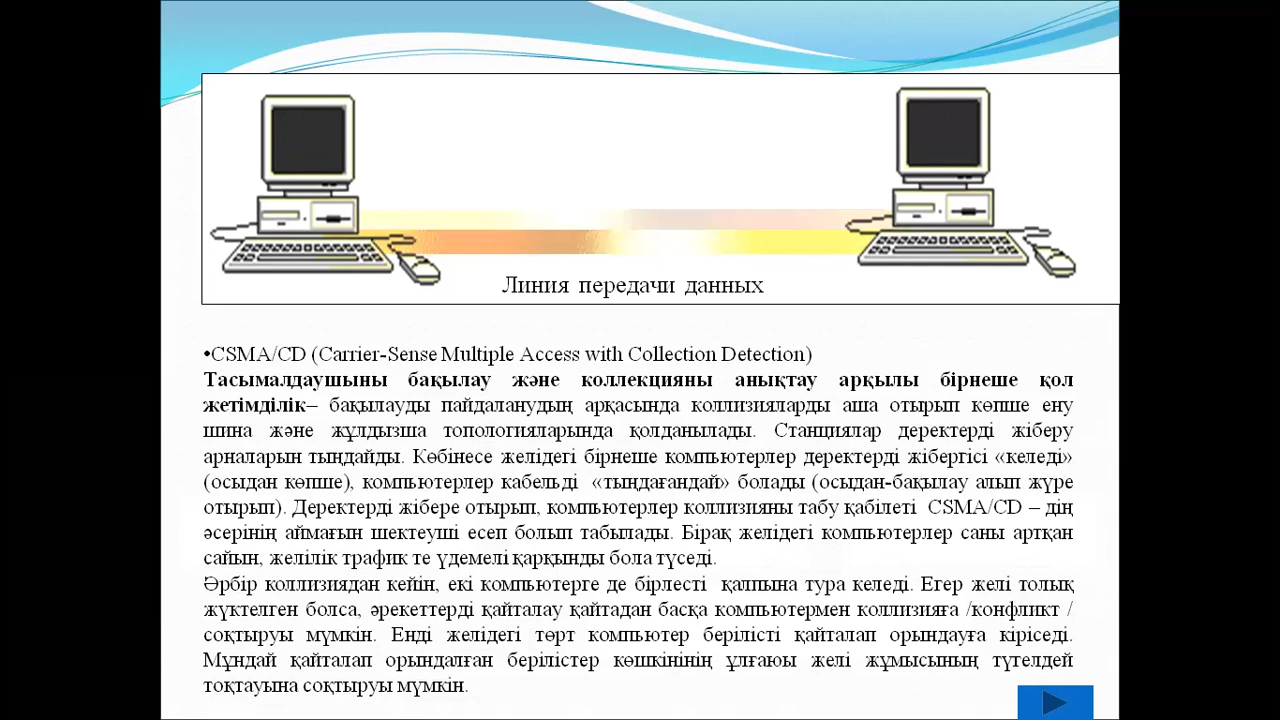 Линия передачи данных
•CSMA/CD (Carrier-Sense Multiple Access with Collection Detection)
Тасымалдаушыны бақылау және коллекцияны анықтау арқылы бірнеше қол
жетімділік– бақылауды пайдаланудың арқасында коллизияларды аша отырып көпше ену
шина және жұлдызша топологияларында қолданылады. Станциялар деректерді жіберу
арналарын тыңдайды. Көбінесе желідегі бірнеше компьютерлер деректерді жібергісі «келеді»
(осыдан көпше), компьютерлер кабельді «тыңдағандай» болады (осыдан-бақылау алып жүре
отырып). Деректерді жібере отырып, компьютерлер коллизияны табу қабілеті CSMA/CD – дің
әсерінің аймағын шектеуші есеп болып табылады. Бірақ желідегі компьютерлер саны артқан
сайын, желілік трафик те үдемелі қарқынды бола түседі.
Әрбір коллизиядан кейін, екі компьютерге де бірлесті қалпына тура келеді. Егер желі толық
жүктелген болса, әрекеттерді қайталау қайтадан басқа компьютермен коллизияға /конфликт /
соқтыруы мүмкін. Енді желідегі төрт компьютер берілісті қайталап орындауға кіріседі.
Мұндай қайталап орындалған берілістер көшкінінің ұлғаюы желі жұмысының түтелдей
тоқтауына соқтыруы мүмкін.